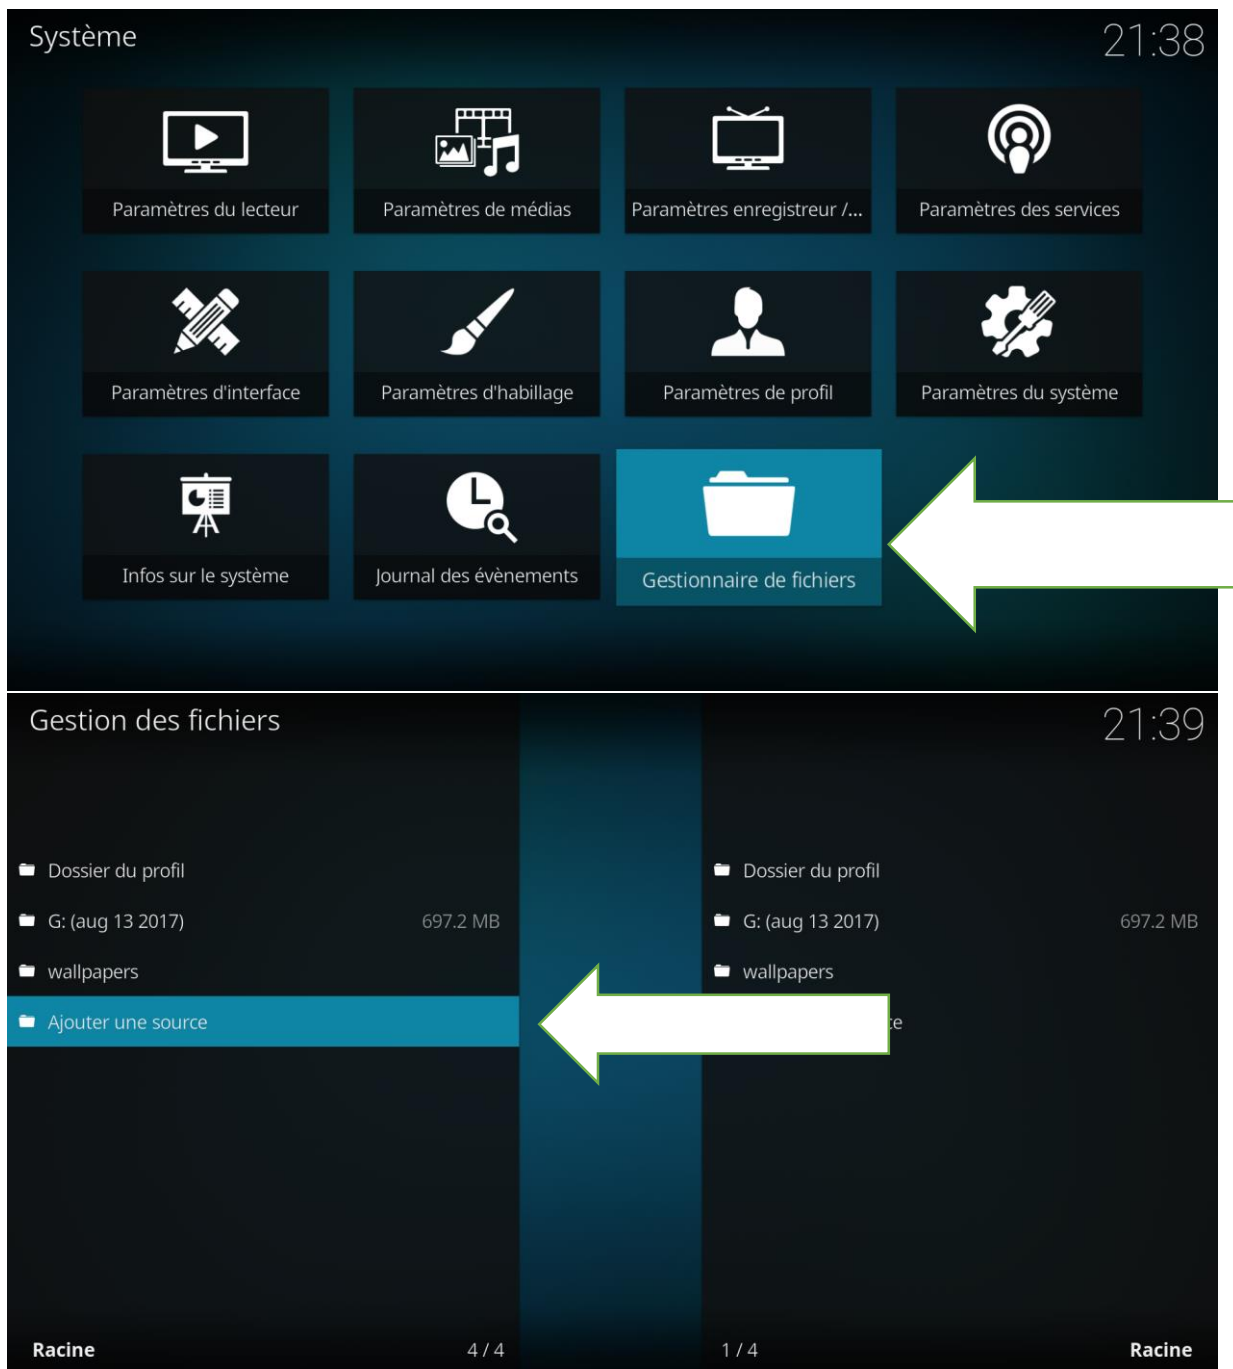 Système
21:38
Paramètres du lecteur
Paramètres de médias
Paramètres enregistreur /...
Paramètres des services
Paramètres d'interface
Paramètres d'habillage
Paramètres de profil
Paramètres du système
Infos sur le système
Journal des évènements
Gestionnaire de fichiers
Gestion des fichiers
21:39
Dossier du profil
G: (aug 13 2017) 697.2 MB
wallpapers
Ajouter une source
Racine 4 / 4
Dossier du profil
G: (aug 13 2017) 697.2 MB
wallpapers
1 / 4 Racine